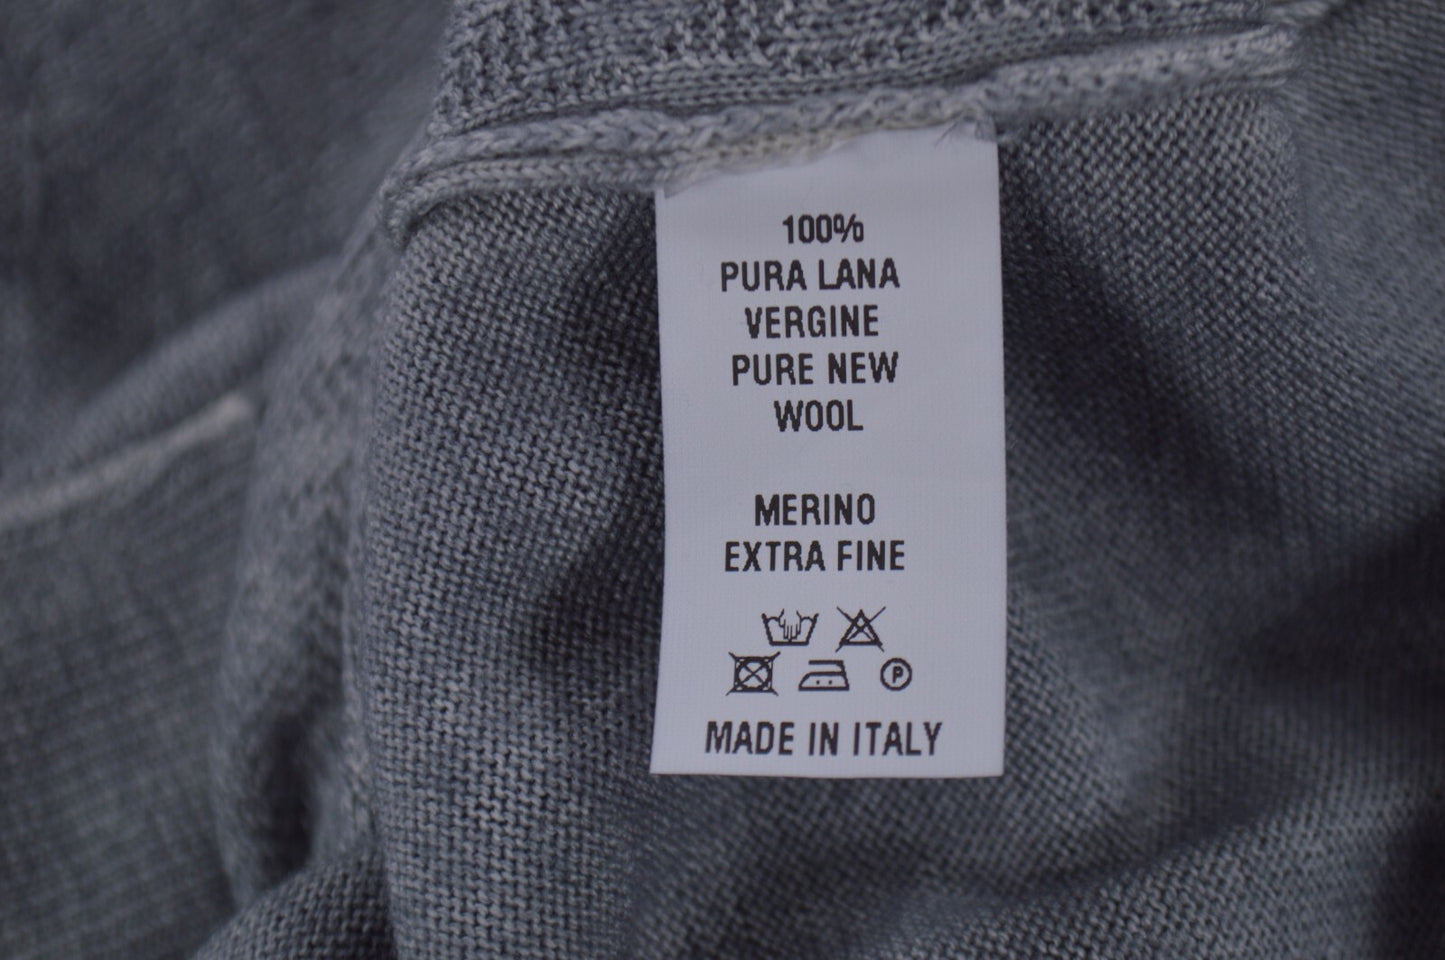 100%
PURA LANA
VERGINE
PURE NEW
WOOL
MERINO
EXTRA FINE
P
MADE IN ITALY